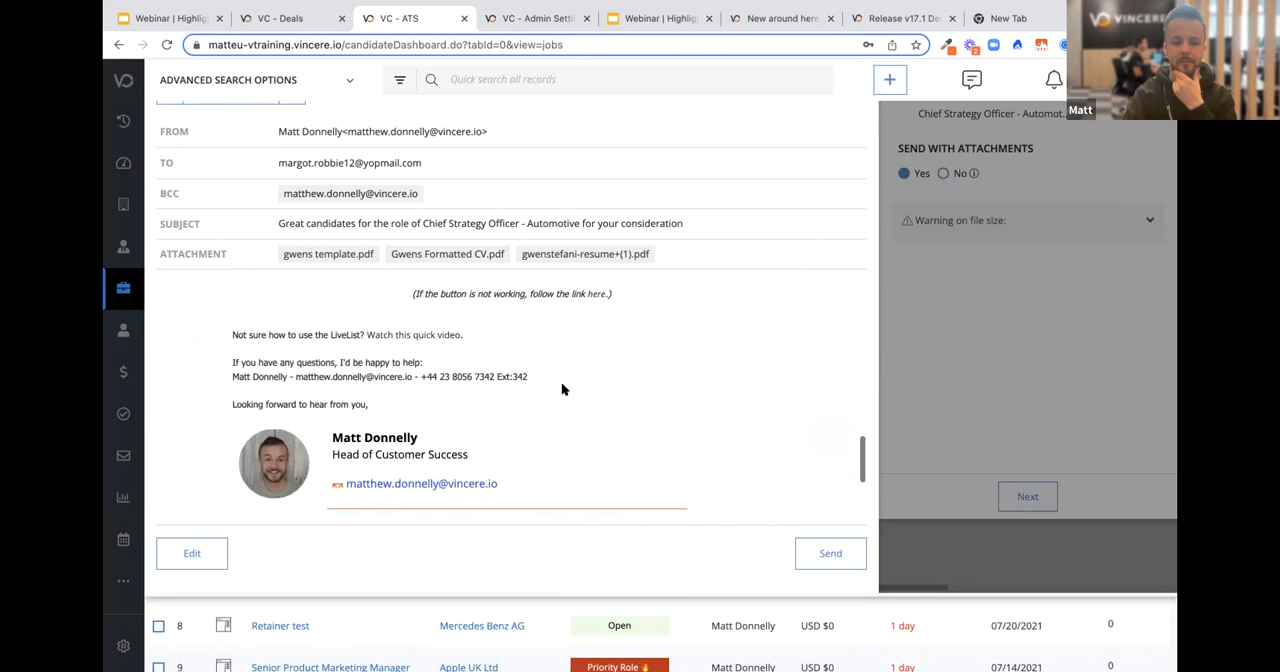 Webinar | Highlig
VC - Deals
VC - ATS
VC - Admin Setti
Webinar | Highlig
New around here
Release v17.1 De
New Tab
matteu-vtraining.vincere.io/candidateDashboard.do?tabId=0&view=jobs
VINCERE
Matt
ADVANCED SEARCH OPTIONS
Quick search all records
Chief Strategy Officer - Automot...
FROM Matt Donnelly<matthew.donnelly@vincere.io>
TO margot.robbie12@yopmail.com
BCC matthew.donnelly@vincere.io
SUBJECT Great candidates for the role of Chief Strategy Officer - Automotive for your consideration
ATTACHMENT gwens template.pdf Gwens Formatted CV.pdf gwenstefani-resume+(1).pdf
SEND WITH ATTACHMENTS
Yes No
Warning on file size:
(If the button is not working, follow the link here.)
Not sure how to use the LiveList? Watch this quick video.
If you have any questions, I'd be happy to help:
Matt Donnelly - matthew.donnelly@vincere.io - +44 23 8056 7342 Ext:342
Looking forward to hear from you,
Matt Donnelly
Head of Customer Success
matthew.donnelly@vincere.io
Next
Edit
Send
8 Retainer test Mercedes Benz AG Open Matt Donnelly USD $0 1 day 07/20/2021 0
9 Senior Product Marketing Manager Apple UK Ltd Priority Role 🔥 Matt Donnelly USD $0 1 day 07/14/2021 0